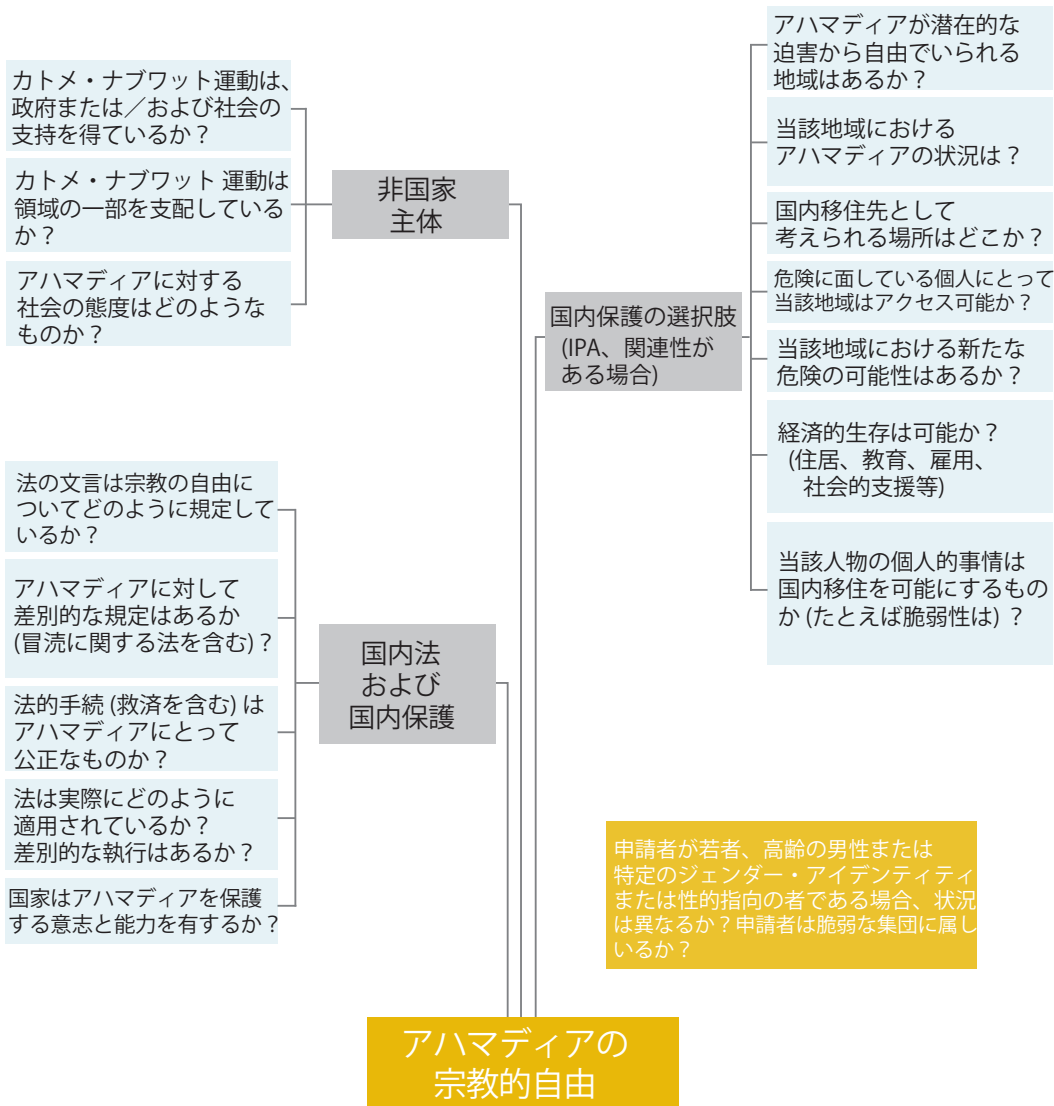 カトメ・ナブワット運動は、
政府または／および社会の
支持を得ているか？
カトメ・ナブワット 運動は
領域の一部を支配している
か？
アハマディアに対する
社会の態度はどのような
ものか？
非国家
主体
アハマディアが潜在的な
迫害から自由でいられる
地域はあるか？
当該地域における
アハマディアの状況は？
国内移住先として
考えられる場所はどこか？
危険に面している個人にとって
当該地域はアクセス可能か？
当該地域における新たな
危険の可能性はあるか？
経済的生存は可能か？
(住居、教育、雇用、
社会的支援等)
当該人物の個人的事情は
国内移住を可能にするもの
か (たとえば脆弱性は) ？
国内保護の選択肢
(IPA、関連性が
ある場合)
法の文言は宗教の自由に
ついてどのように規定して
いるか？
アハマディアに対して
差別的な規定はあるか
(冒涜に関する法を含む)？
法的手続 (救済を含む) は
アハマディアにとって
公正なものか？
法は実際にどのように
適用されているか？
差別的な執行はあるか？
国家はアハマディアを保護
する意志と能力を有するか？
国内法
および
国内保護
申請者が若者、高齢の男性または
特定のジェンダー・アイデンティティ
または性的指向の者である場合、状況
は異なるか？申請者は脆弱な集団に属し
いるか？
アハマディアの
宗教的自由